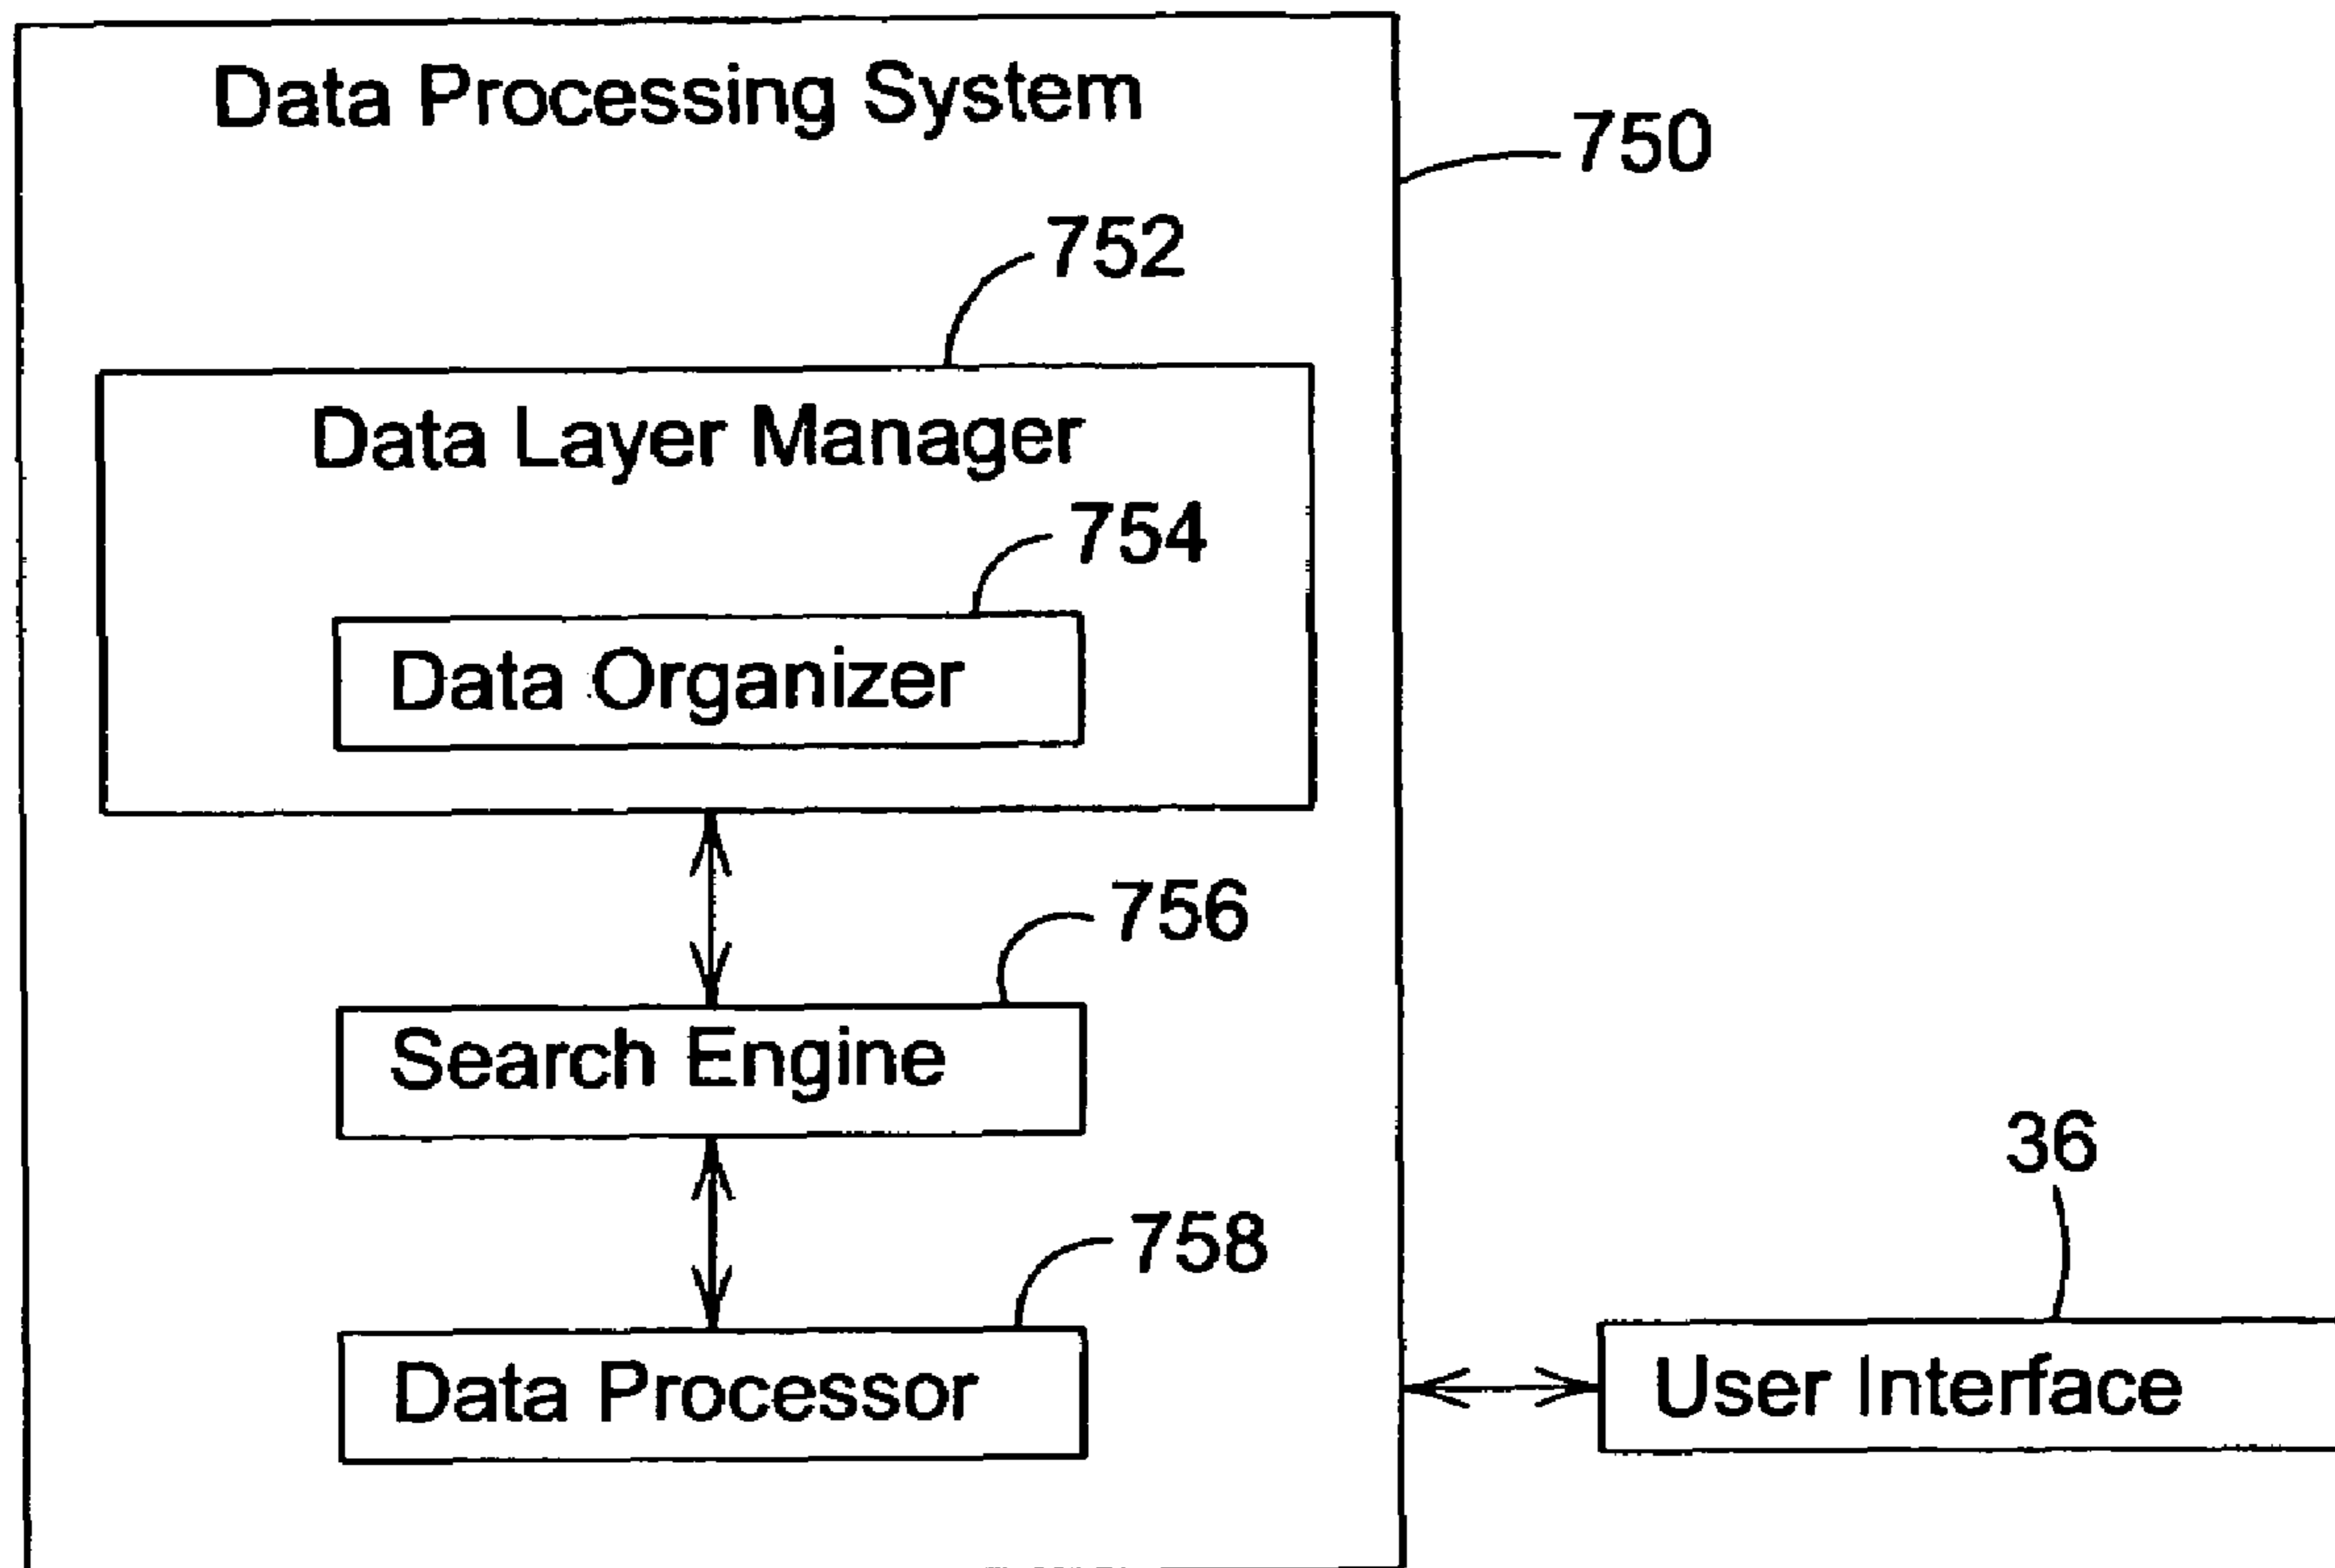 Data Processing System
750
752
Data Layer Manager
754
Data Organizer
756
Search Engine
758
Data Processor
36
User Interface